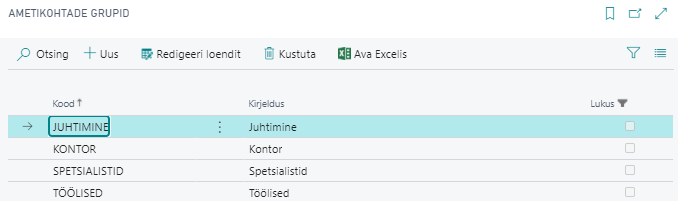 AMETIKOHTADE GRUPID
Otsing Uus Redigeeri loendit Kustuta Ava Excelis
Kood↑ Kirjeldus Lukus
JUHTIMINE Juhtimine
KONTOR Kontor
SPETSIALISTID Spetsialistid
TÖÖLISED Töölised